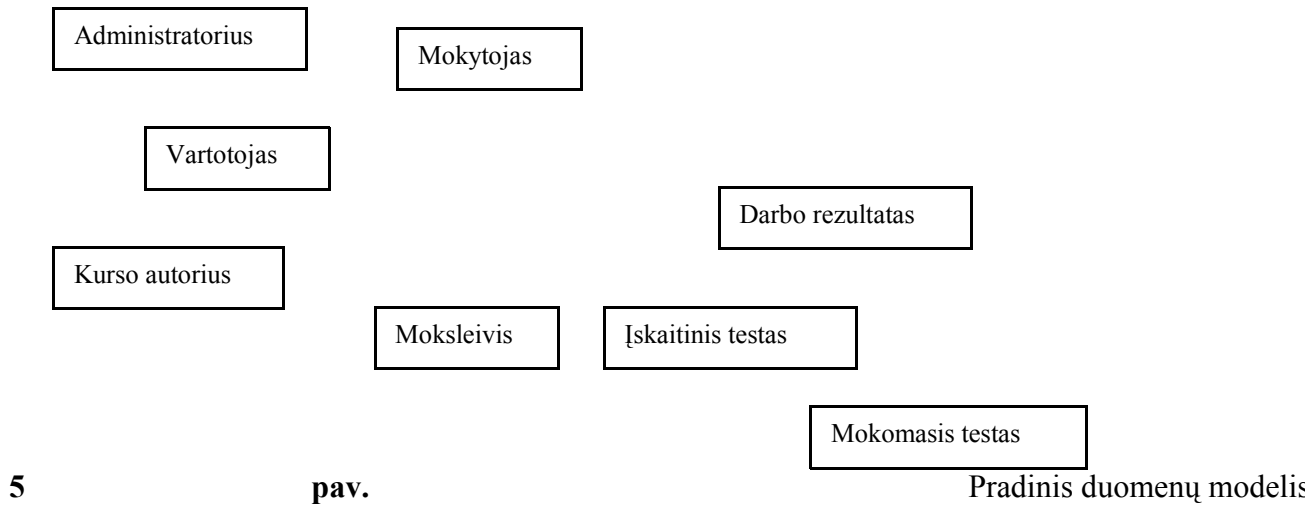 Administratorius
Mokytojas
Vartotojas
Darbo rezultatas
Kurso autorius
Moksleivis
Įskaitinis testas
Mokomasis testas
5 pav. Pradinis duomenų modelis